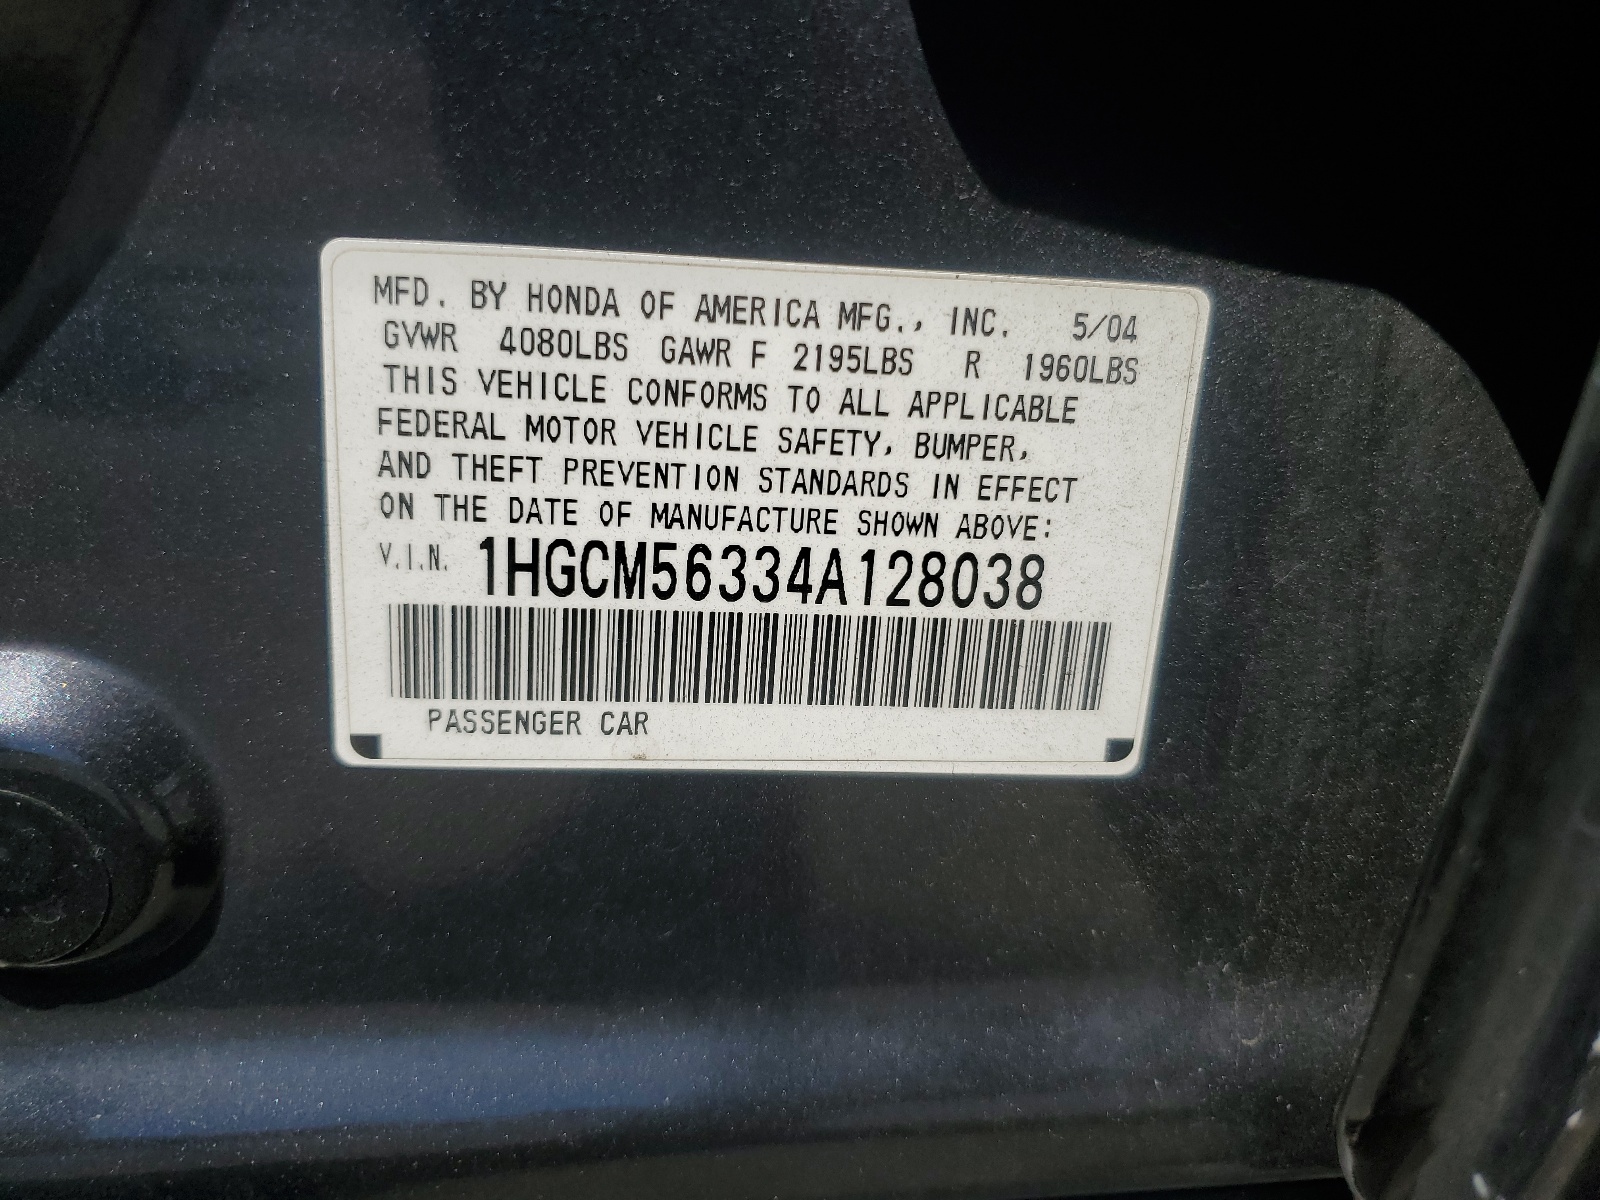 MFD. BY HONDA OF AMERICA MFG., INC. 5/04
GVWR 4080LBS GAWR F 2195LBS R 1960LBS
THIS VEHICLE CONFORMS TO ALL APPLICABLE
FEDERAL MOTOR VEHICLE SAFETY, BUMPER,
AND THEFT PREVENTION STANDARDS IN EFFECT
ON THE DATE OF MANUFACTURE SHOWN ABOVE:
V.I.N. 1HGCM56334A128038
PASSENGER CAR